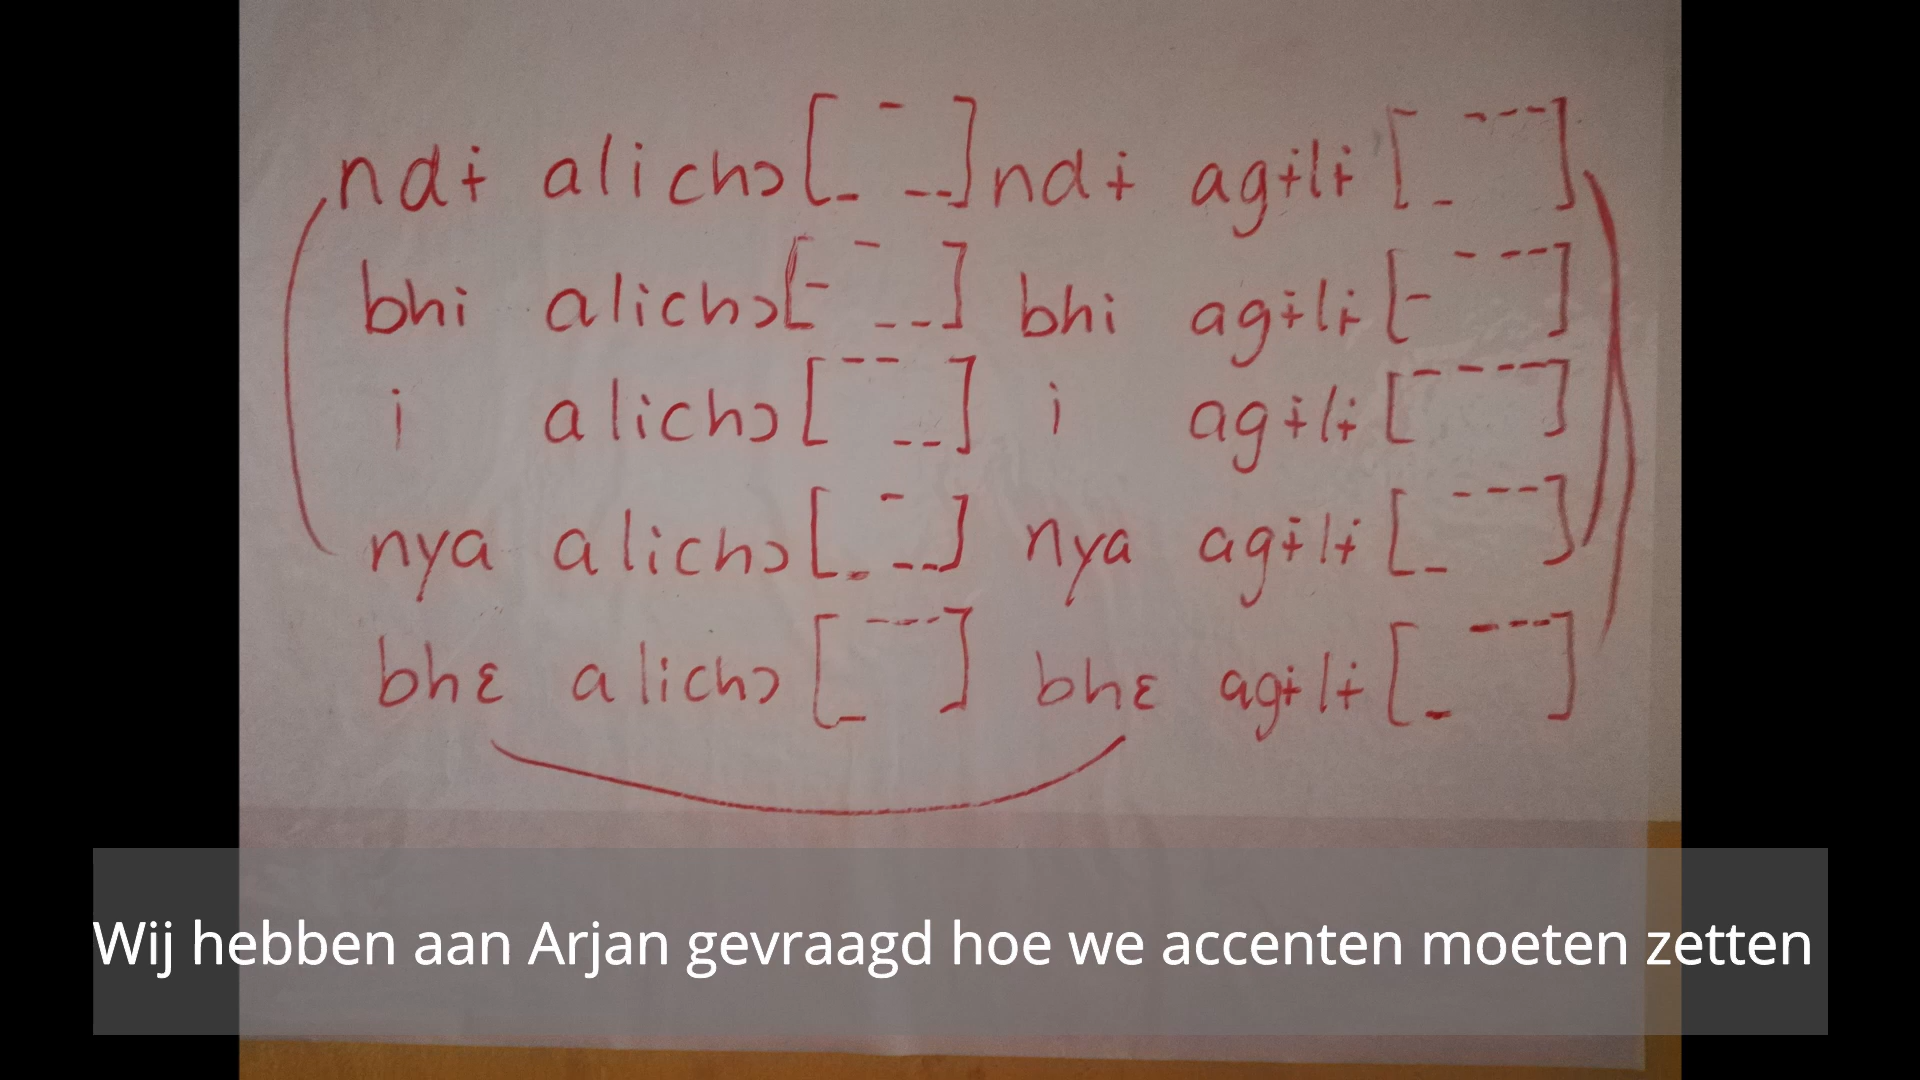 ndɨ alichɔ [_ ¯ _ _] ndɨ agɨlɨ [_ ¯ ¯ ¯]
bhi alichɔ [- ¯ _ _] bhi agɨlɨ [- ¯ ¯ ¯]
i alichɔ [¯ ¯ _ _] i agɨlɨ [¯ ¯ ¯ ¯]
nya alichɔ [_ ¯ _ _] nya agɨlɨ [_ ¯ ¯ ¯]
bhɛ alichɔ [_ ¯ ¯ ¯] bhɛ agɨlɨ [_ ¯ ¯ ¯]
Wij hebben aan Arjan gevraagd hoe we accenten moeten zetten